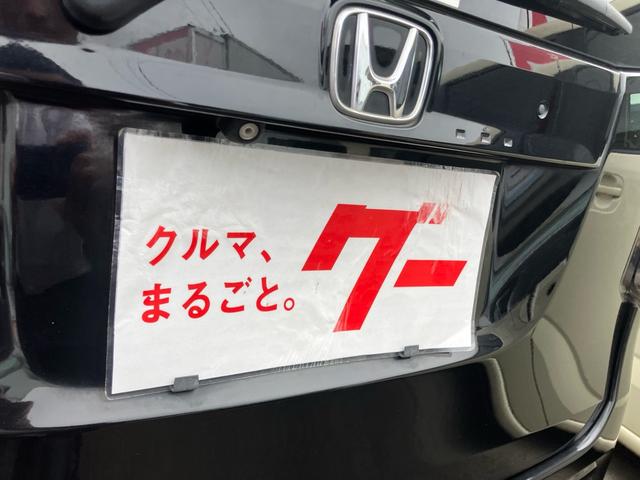 クルマ、
まるごと。
グー